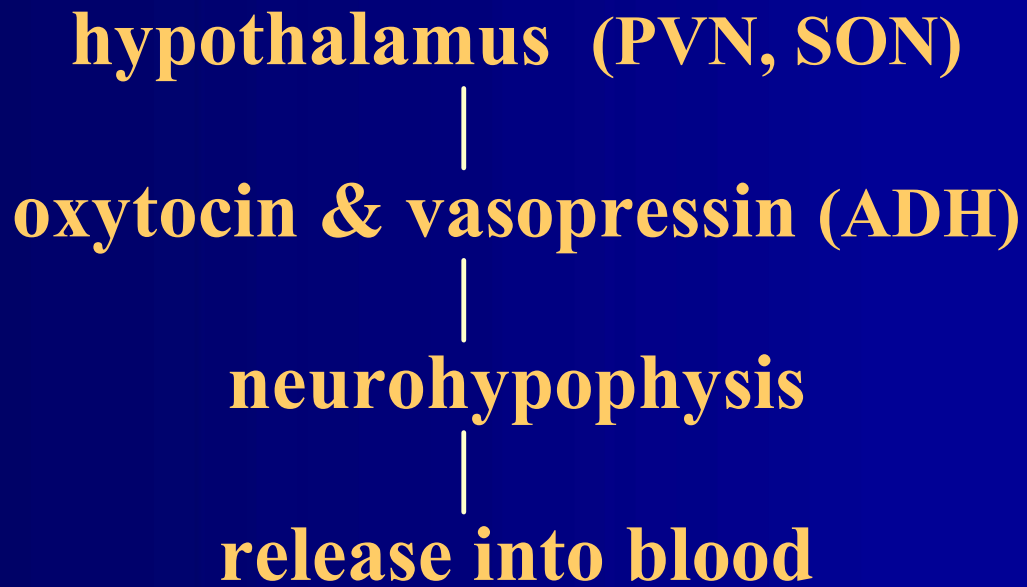 hypothalamus (PVN, SON)
oxytocin & vasopressin (ADH)
neurohypophysis
release into blood